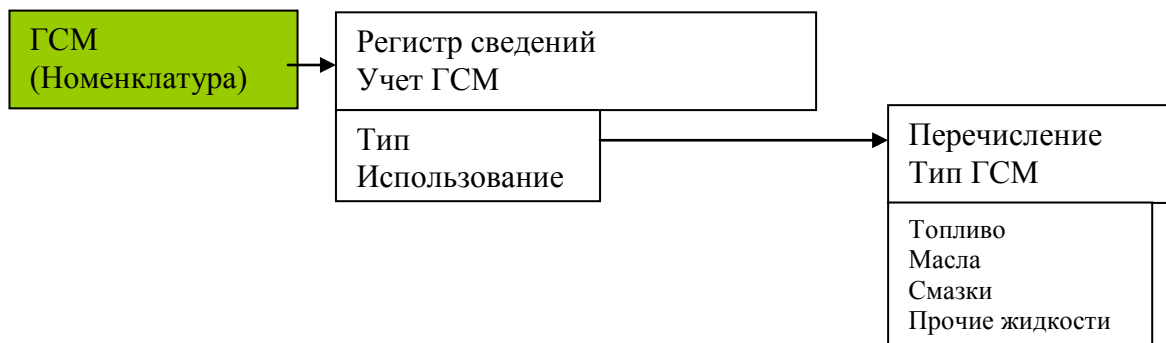 ГСМ
(Номенклатура)
Регистр сведений
Учет ГСМ
Тип
Использование
Перечисление
Тип ГСМ
Топливо
Масла
Смазки
Прочие жидкости